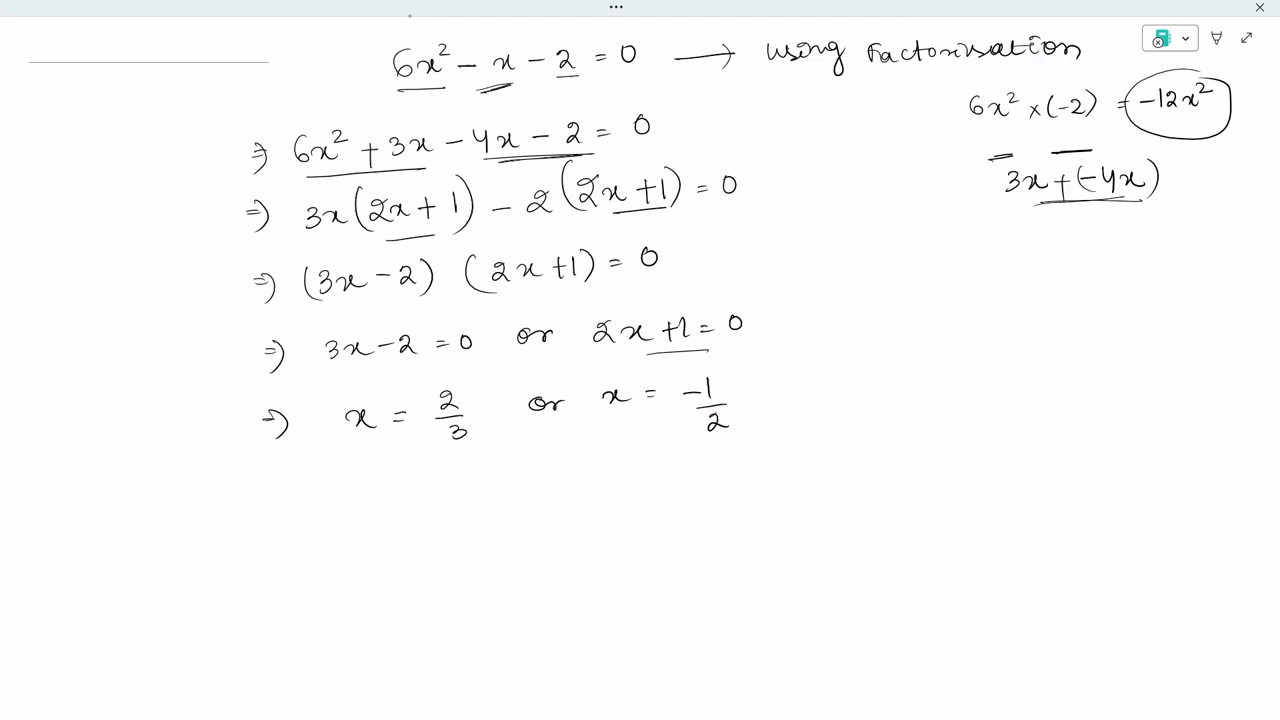 6x² - x - 2 = 0 → using Factorisation
6x² × (-2) = -12x²
3x + (-4x)
⇒ 6x² + 3x - 4x - 2 = 0
⇒ 3x(2x + 1) - 2(2x + 1) = 0
⇒ (3x - 2) (2x + 1) = 0
⇒ 3x - 2 = 0 or 2x + 1 = 0
⇒ x = 2/3 or x = -1/2